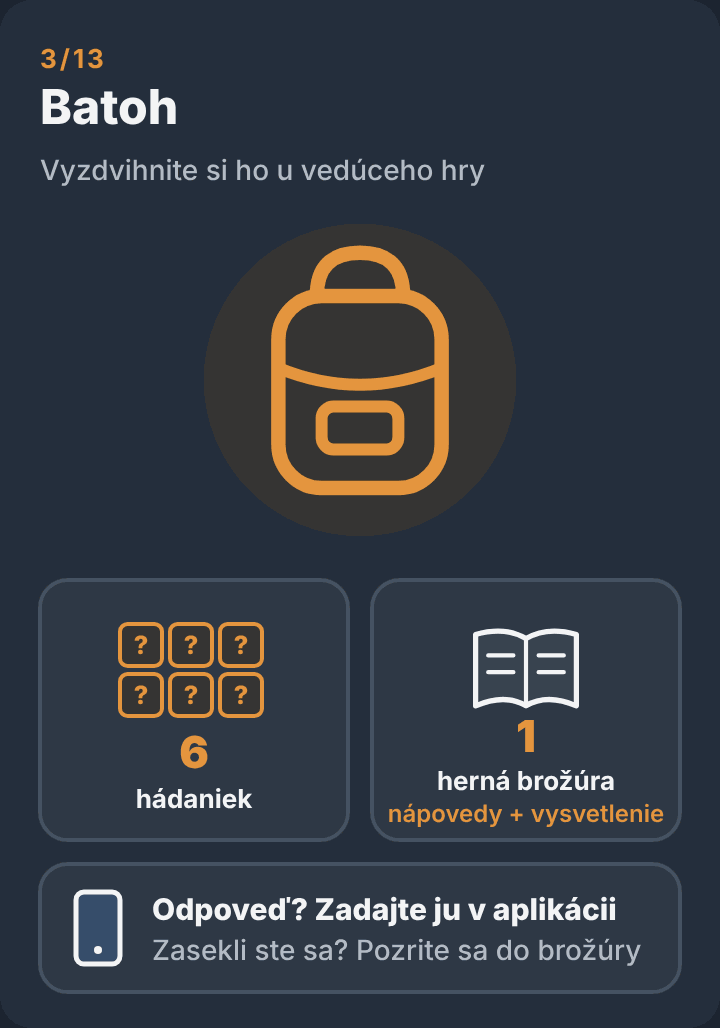 3/13
Batoh
Vyzdvihnite si ho u vedúceho hry
? ? ?
? ? ?
6
hádaniek
1
herná brožúra
nápovedy + vysvetlenie
Odpoveď? Zadajte ju v aplikácii
Zasekli ste sa? Pozrite sa do brožúry